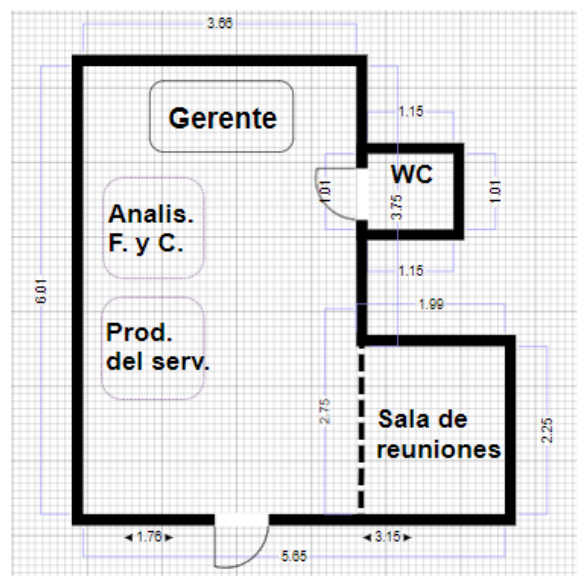 3.66
Gerente
1.15
WC
1.01
1.01
3.75
Analis.
F. y C.
6.01
1.15
1.99
Prod.
del serv.
2.75
Sala de
reuniones
2.25
1.76
3.15
5.65